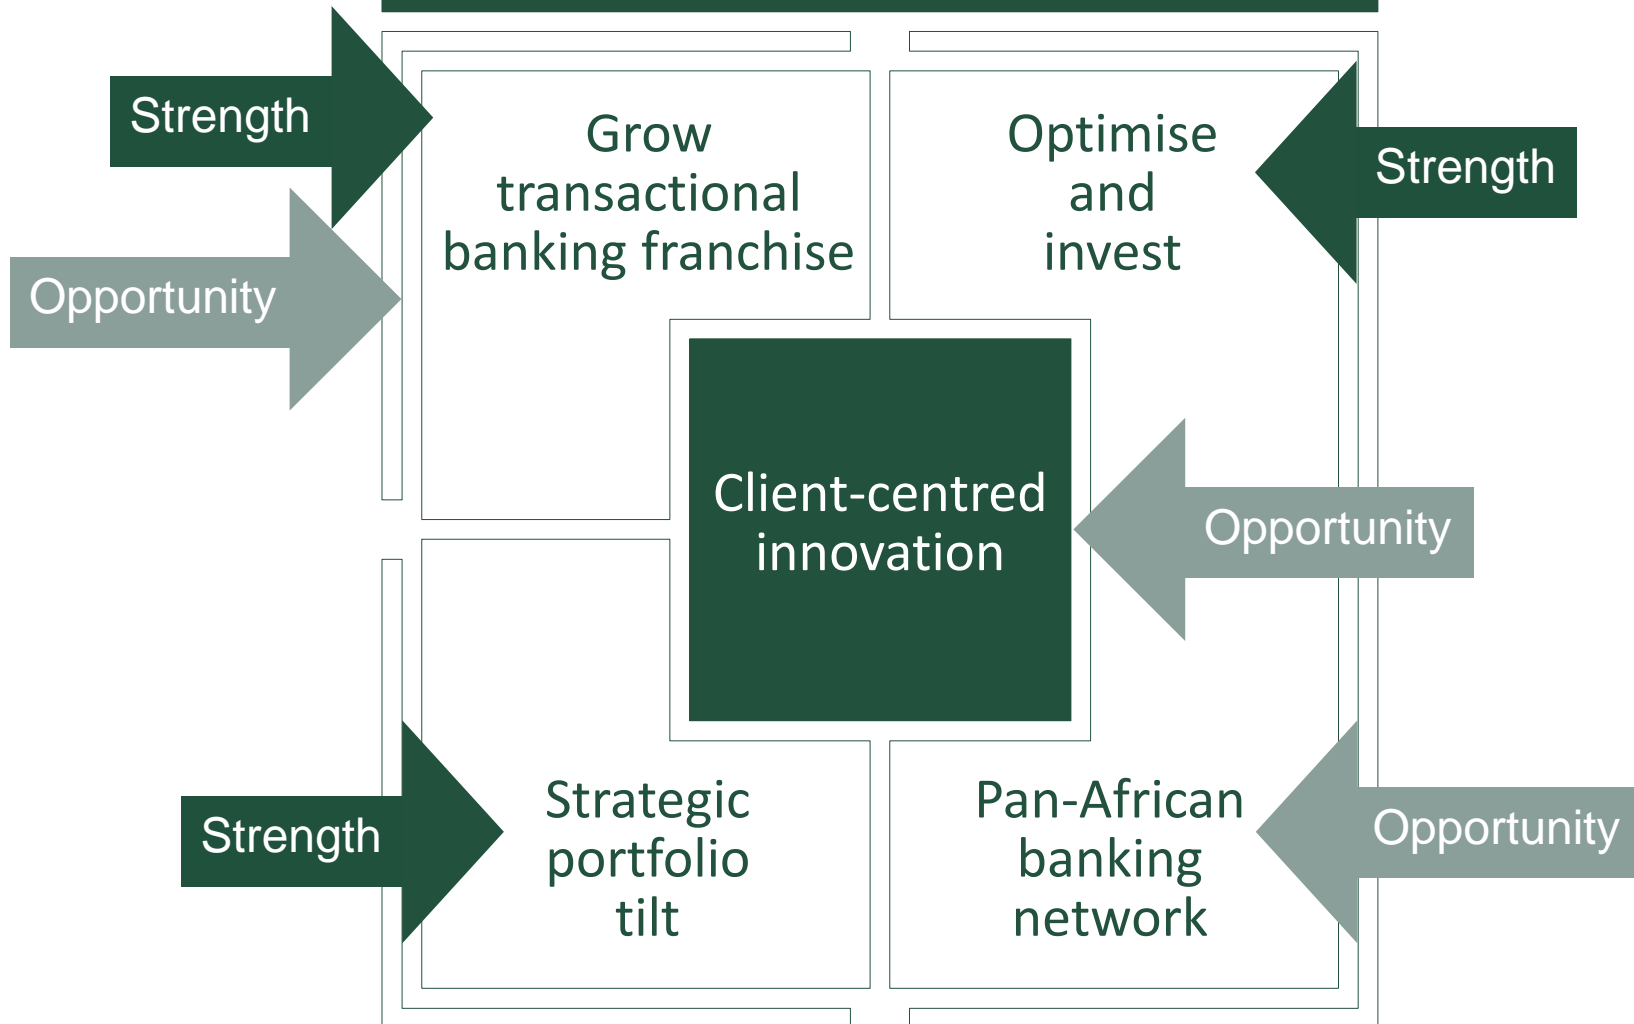 Strength
Opportunity
Grow
transactional
banking franchise
Optimise
and
invest
Strength
Client-centred
innovation
Opportunity
Strength
Strategic
portfolio
tilt
Pan-African
banking
network
Opportunity